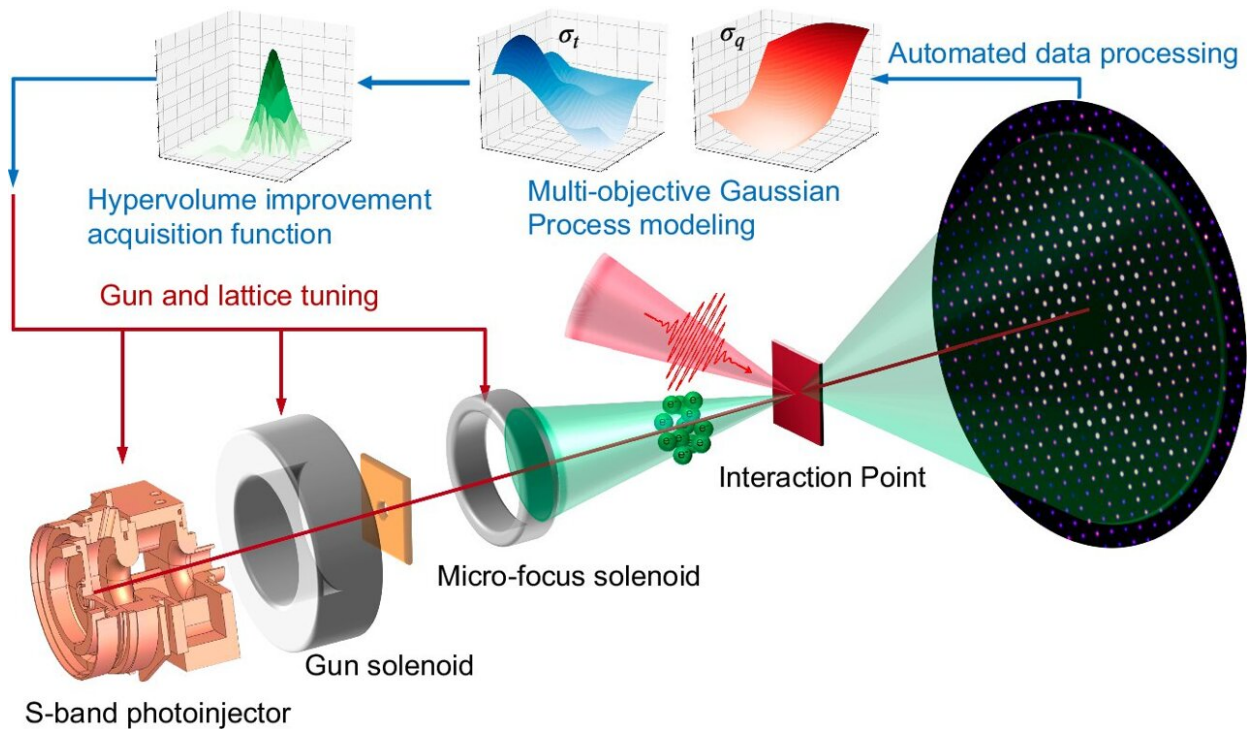 σt
σq
Automated data processing
Hypervolume improvement
acquisition function
Multi-objective Gaussian
Process modeling
Gun and lattice tuning
e-
Interaction Point
Micro-focus solenoid
Gun solenoid
S-band photoinjector